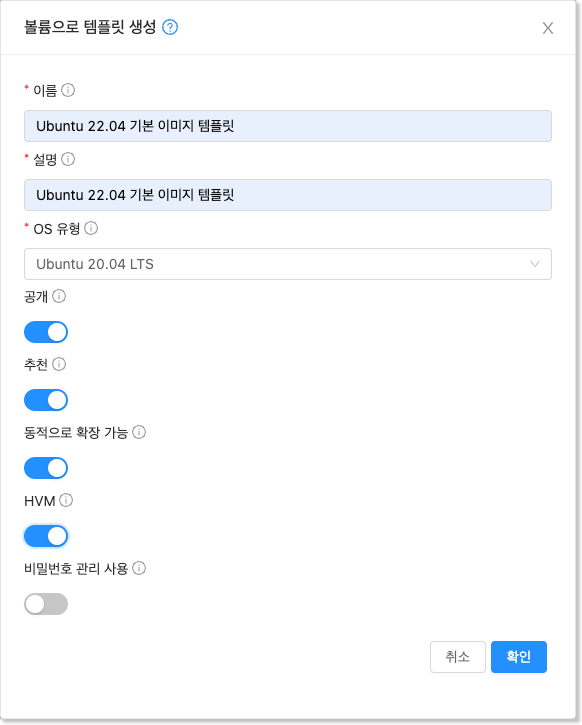 볼륨으로 템플릿 생성
* 이름
Ubuntu 22.04 기본 이미지 템플릿
* 설명
Ubuntu 22.04 기본 이미지 템플릿
* OS 유형
Ubuntu 20.04 LTS
공개
추천
동적으로 확장 가능
HVM
비밀번호 관리 사용
취소 확인